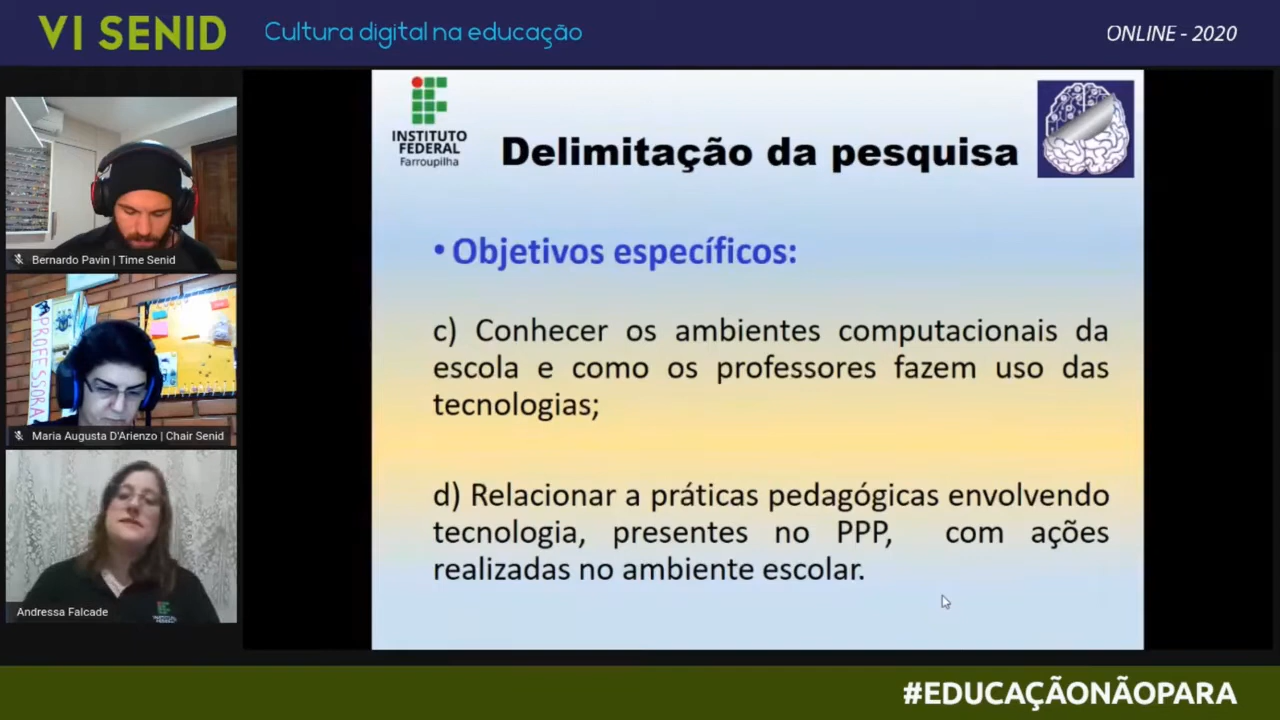 VI SENID
Cultura digital na educação
ONLINE - 2020
Bernardo Pavin | Time Senid
PROFESSORA
Maria Augusta D'Arienzo | Chair Senid
Andressa Falcade
INSTITUTO
FEDERAL
Farroupilha
Delimitação da pesquisa
• Objetivos específicos:
c) Conhecer os ambientes computacionais da
escola e como os professores fazem uso das
tecnologias;
d) Relacionar a práticas pedagógicas envolvendo
tecnologia, presentes no PPP, com ações
realizadas no ambiente escolar.
#EDUCAÇÃONÃOPARA